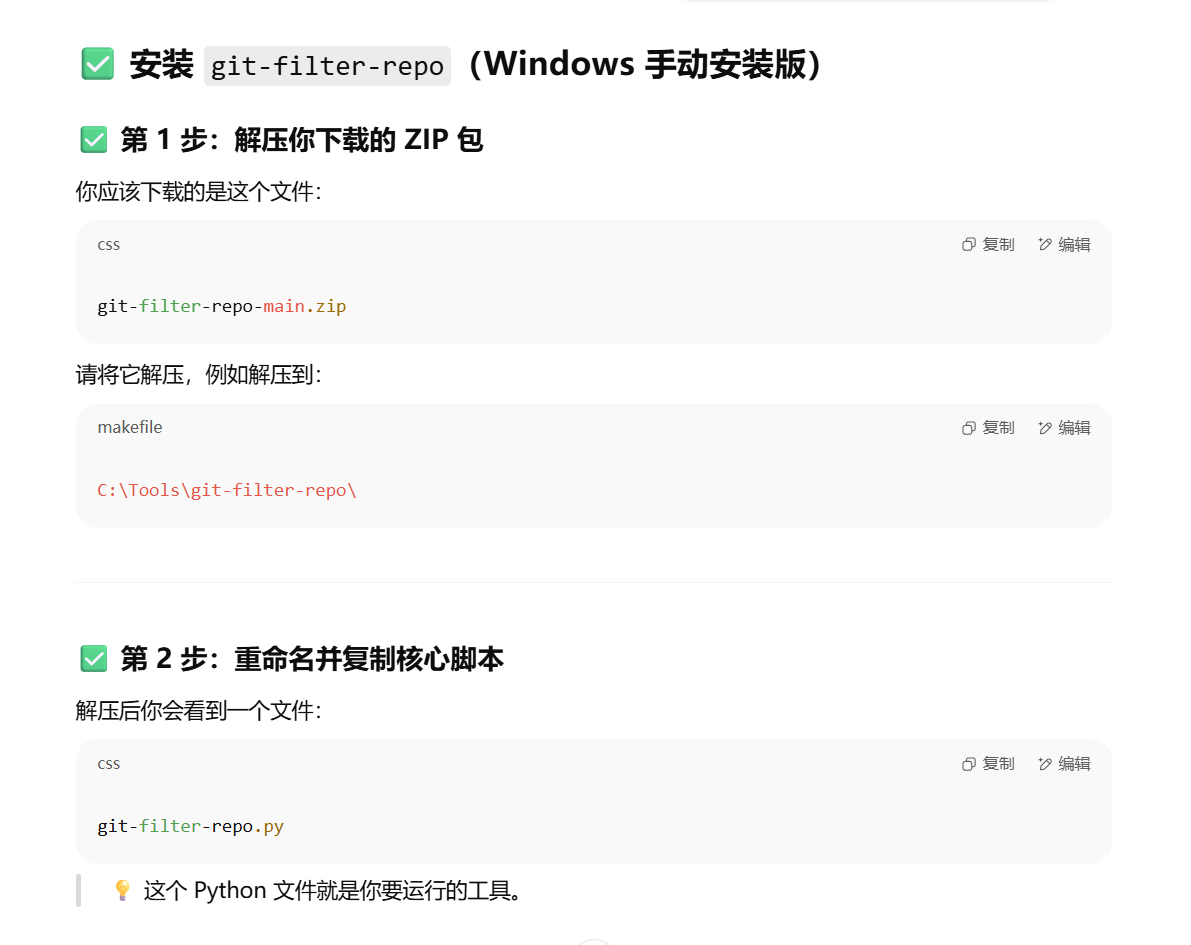 ✅ 安装 git-filter-repo（Windows 手动安装版）
✅ 第 1 步：解压你下载的 ZIP 包
你应该下载的是这个文件：
css 复制 编辑
git-filter-repo-main.zip
请将它解压，例如解压到：
makefile 复制 编辑
C:\Tools\git-filter-repo\
✅ 第 2 步：重命名并复制核心脚本
解压后你会看到一个文件：
css 复制 编辑
git-filter-repo.py
💡 这个 Python 文件就是你要运行的工具。